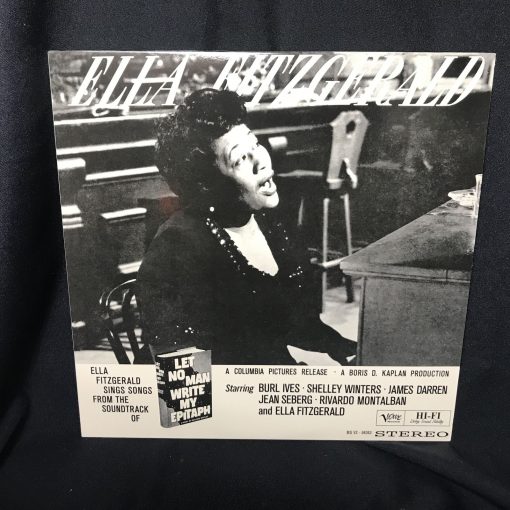 ELLA FITZGERALD
ELLA
FITZGERALD
SINGS SONGS
FROM THE
SOUNDTRACK
OF
LET
NO
MAN
WRITE
MY
EPITAPH
A COLUMBIA PICTURES RELEASE · A BORIS D. KAPLAN PRODUCTION
Starring BURL IVES · SHELLEY WINTERS · JAMES DARREN
JEAN SEBERG · RIVARDO MONTALBAN
and ELLA FITZGERALD
Verve
HI-FI
STEREO